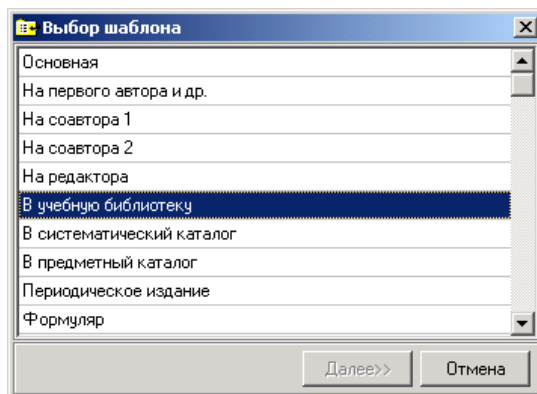 Выбор шаблона
Основная
На первого автора и др.
На соавтора 1
На соавтора 2
На редактора
В учебную библиотеку
В систематический каталог
В предметный каталог
Периодическое издание
Формуляр
Далее>> Отмена